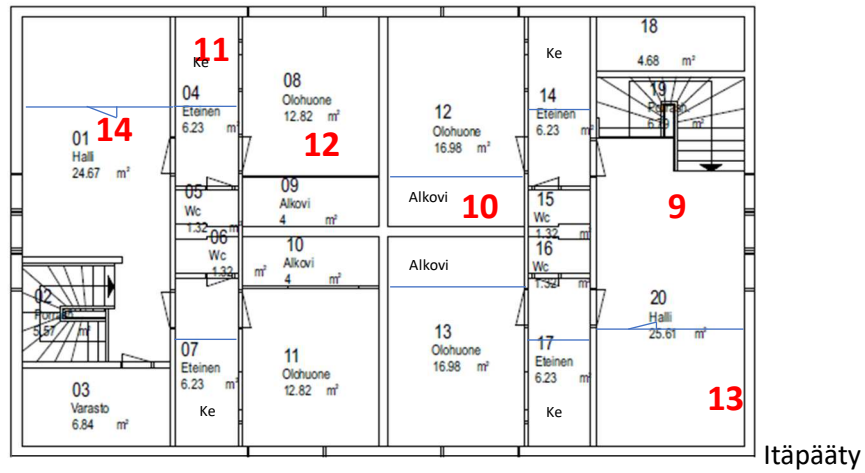 11
Ke
04
Eteinen
6.23 m²
14
01
Halli
24.67 m²
08
Olohuone
12.82 m²
12
12
Olohuone
16.98 m²
Ke
14
Eteinen
6.23 m²
18
4.68 m²
19
05
Wc
1.32 m²
09
Alkovi
4 m²
Alkovi
10
15
Wc
1.32 m²
9
06
Wc
1.32 m²
10
Alkovi
4 m²
Alkovi
16
Wc
1.32 m²
02
5.57 m²
20
Halli
25.61 m²
07
Eteinen
6.23 m²
11
Olohuone
12.82 m²
13
Olohuone
16.98 m²
17
Eteinen
6.23 m²
03
Varasto
6.84 m²
Ke
Ke
13
Itäpääty